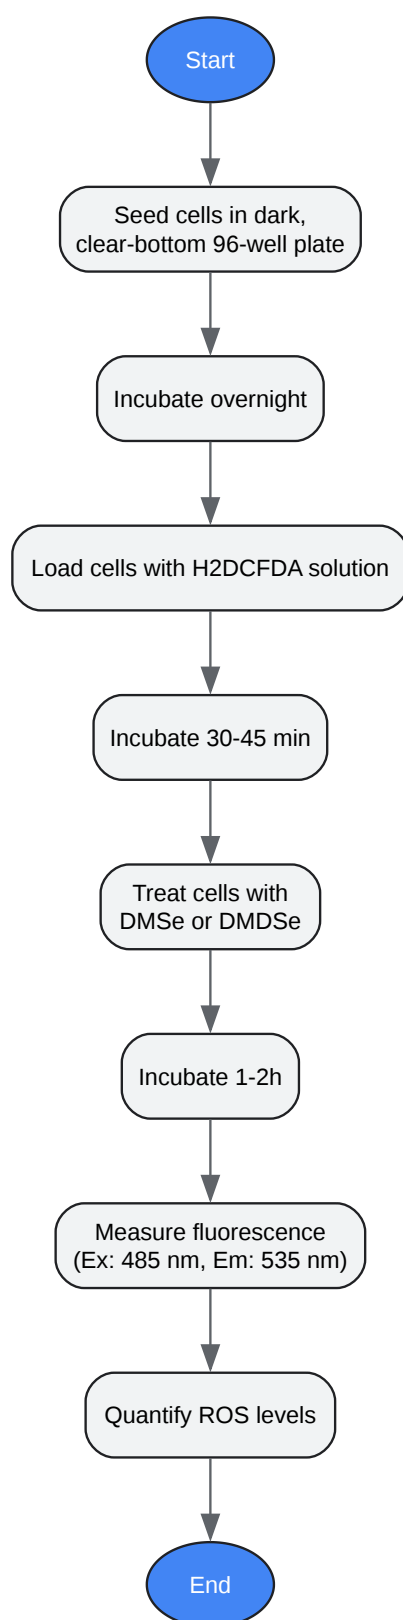 Start
Seed cells in dark,
clear-bottom 96-well plate
Incubate overnight
Load cells with H2DCFDA solution
Incubate 30-45 min
Treat cells with
DMSe or DMDSe
Incubate 1-2h
Measure fluorescence
(Ex: 485 nm, Em: 535 nm)
Quantify ROS levels
End